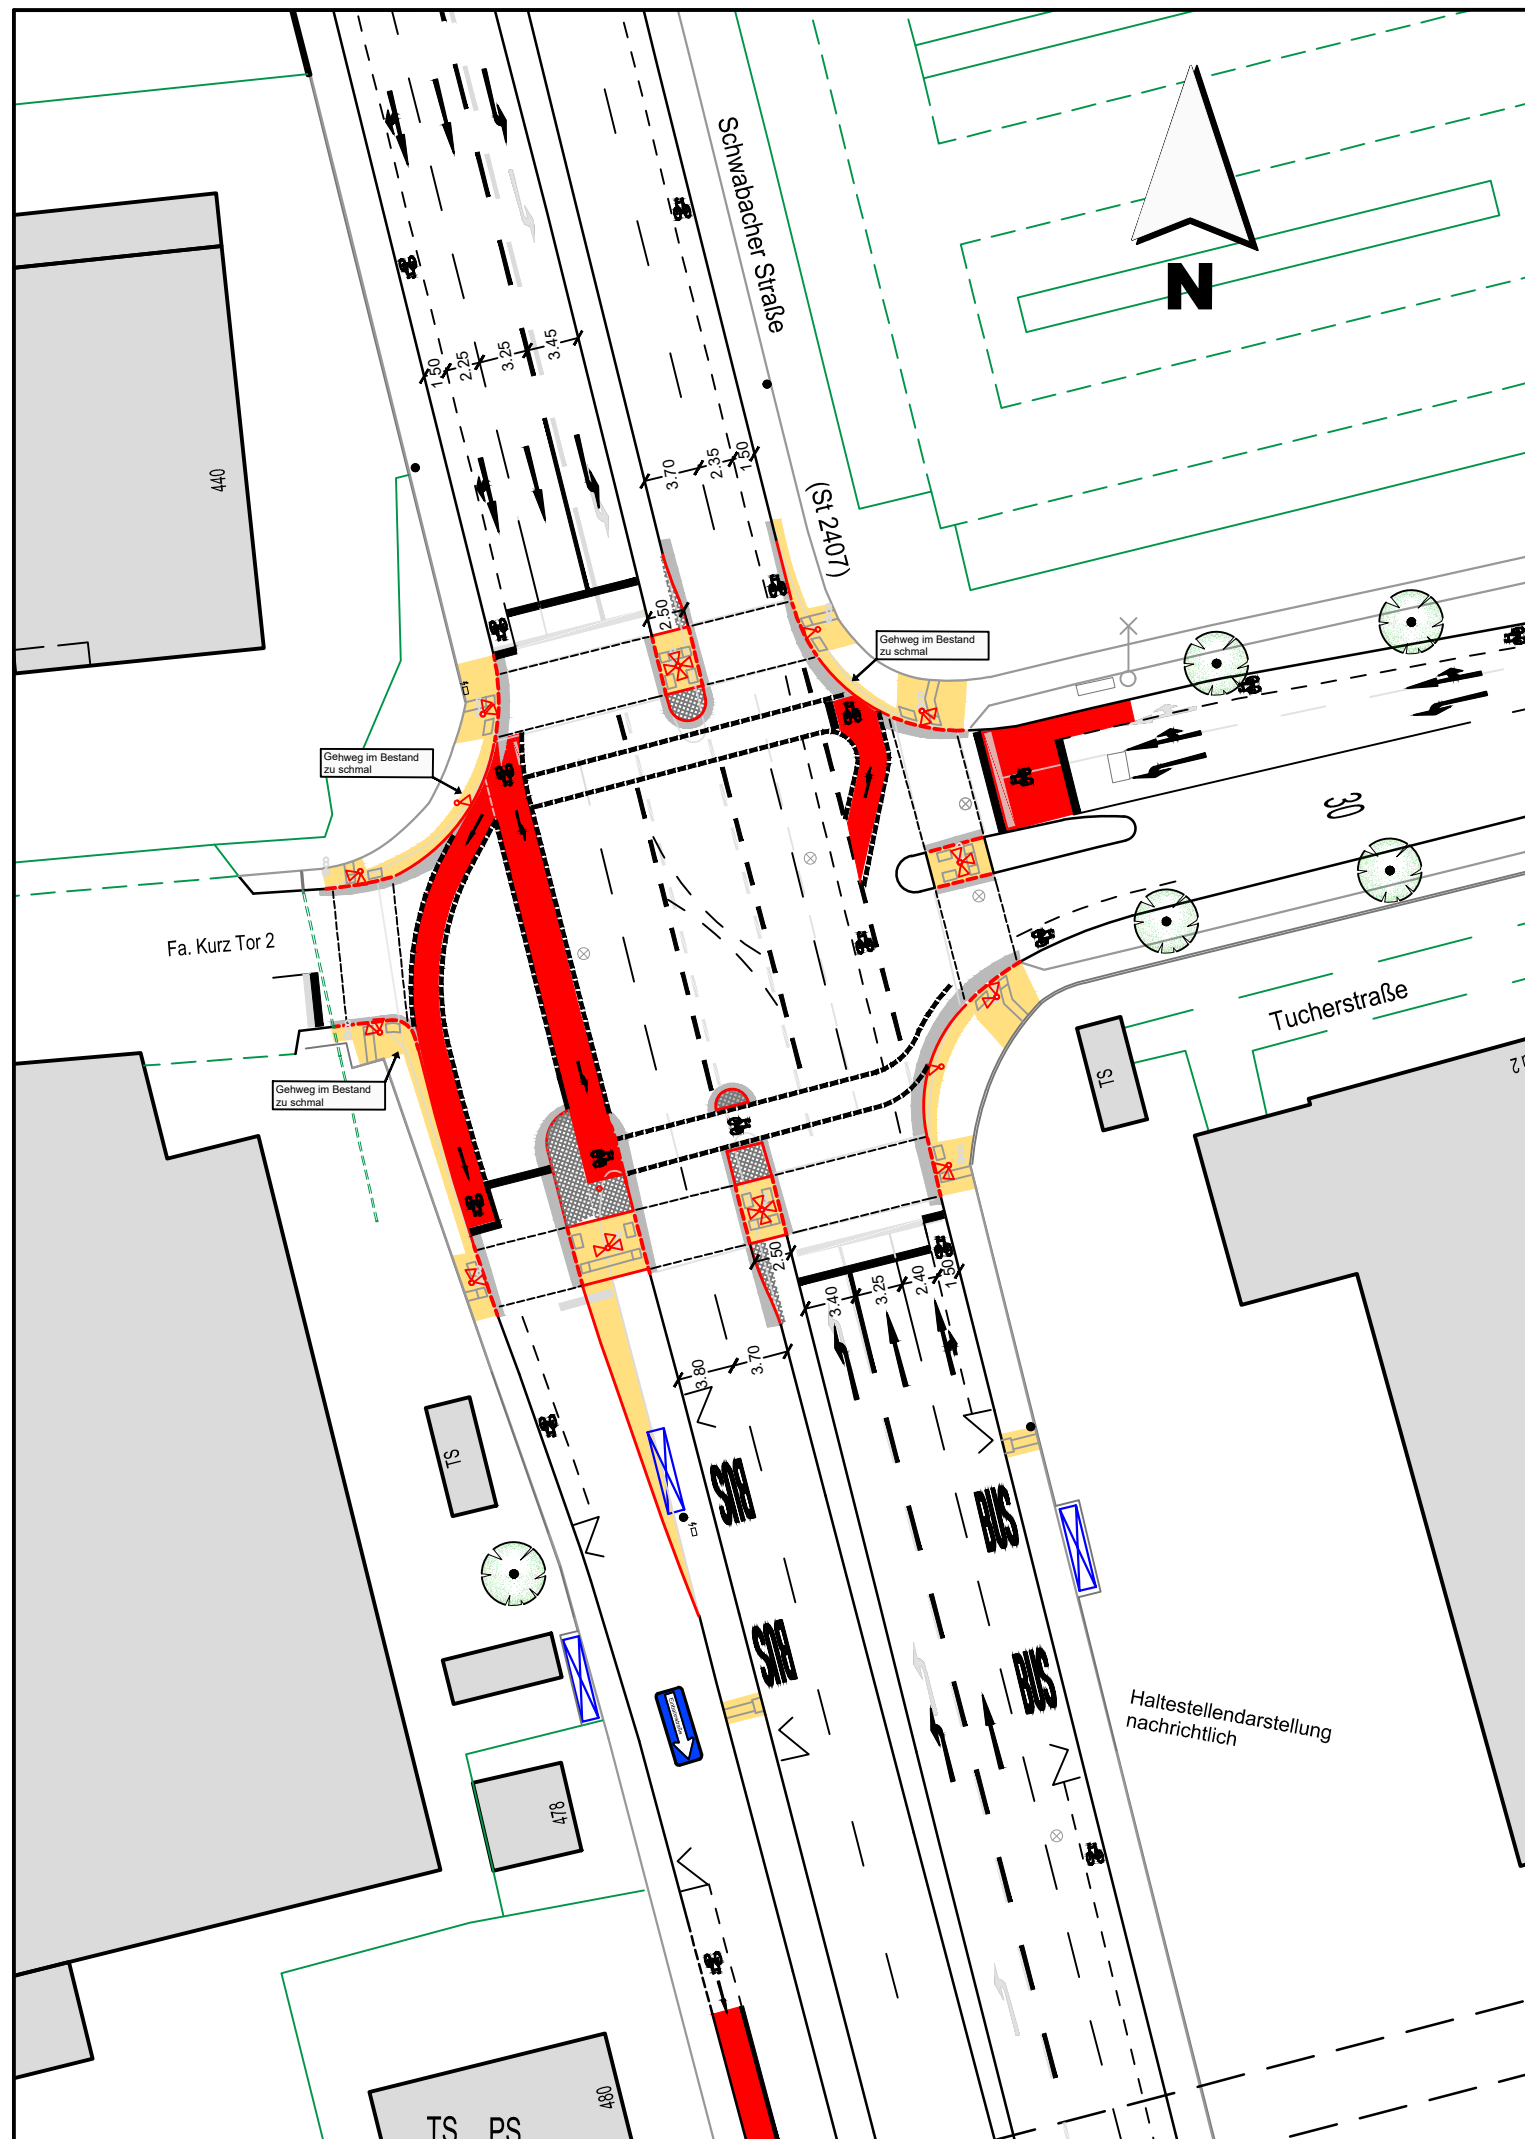 Schwabacher Straße
N
1.50
2.25
3.25
3.45
440
3.70
2.35
1.50
(St 2407)
2.50
Gehweg im Bestand
zu schmal
Gehweg im Bestand
zu schmal
30
Fa. Kurz Tor 2
Tucherstraße
TS
Gehweg im Bestand
zu schmal
2.50
3.40
3.25
2.40
1.50
3.80
3.70
TS
BUS
BUS
BUS
BUS
Haltestellendarstellung
nachrichtlich
478
480
TS PS